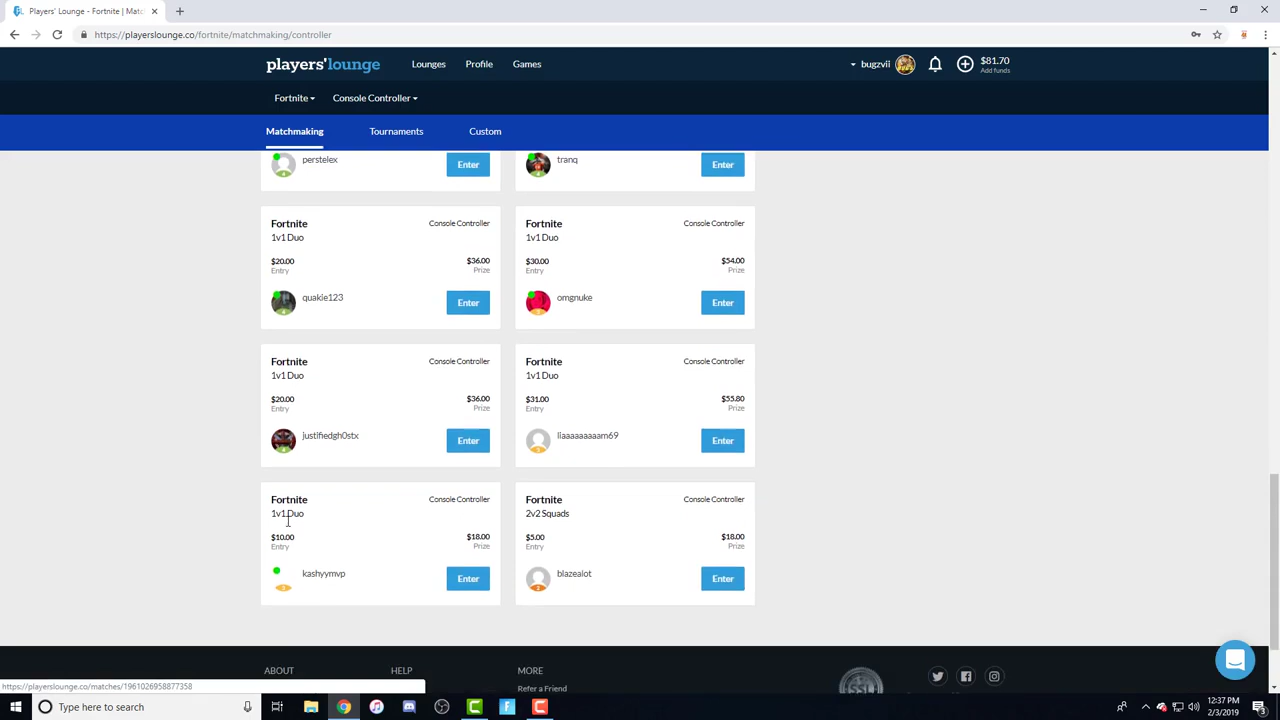 Players' Lounge - Fortnite | Matc
https://playerslounge.co/fortnite/matchmaking/controller
players'lounge
Lounges
Profile
Games
bugzvii
$81.70
Add funds
Fortnite
Console Controller
Matchmaking
Tournaments
Custom
perstelex
Enter
tranq
Enter
Fortnite
Console Controller
1v1 Duo
$20.00
$36.00
Entry
Prize
quakie123
Enter
Fortnite
Console Controller
1v1 Duo
$30.00
$54.00
Entry
Prize
omgnuke
Enter
Fortnite
Console Controller
1v1 Duo
$20.00
$36.00
Entry
Prize
justifiedgh0stx
Enter
Fortnite
Console Controller
1v1 Duo
$31.00
$55.80
Entry
Prize
liaaaaaaaam69
Enter
Fortnite
Console Controller
1v1 Duo
$10.00
$18.00
Entry
Prize
kashyymvp
Enter
Fortnite
Console Controller
2v2 Squads
$5.00
$18.00
Entry
Prize
blazealot
Enter
ABOUT
HELP
MORE
Refer a Friend
SSL
https://playerslounge.co/matches/1961026958877358
Type here to search
12:37 PM
2/3/2019